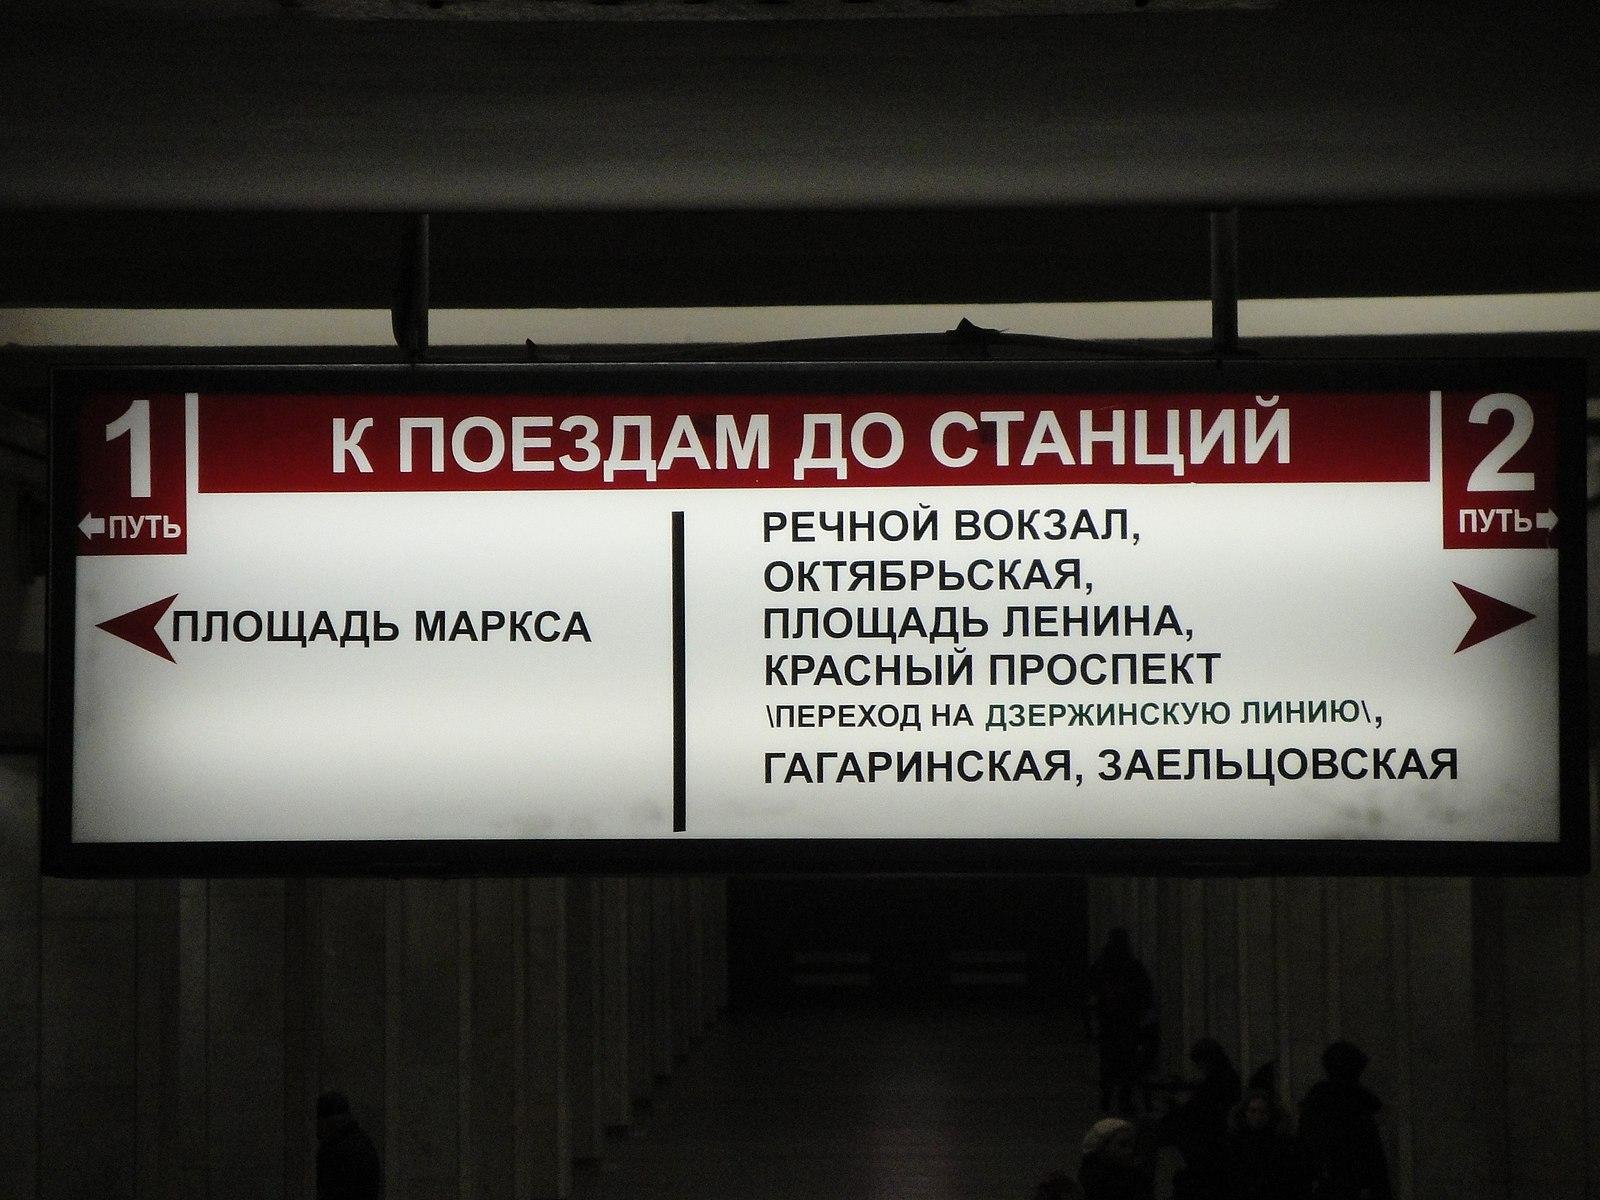 1
ПУТЬ
К ПОЕЗДАМ ДО СТАНЦИЙ
2
ПУТЬ
ПЛОЩАДЬ МАРКСА
РЕЧНОЙ ВОКЗАЛ,
ОКТЯБРЬСКАЯ,
ПЛОЩАДЬ ЛЕНИНА,
КРАСНЫЙ ПРОСПЕКТ
\ПЕРЕХОД НА ДЗЕРЖИНСКУЮ ЛИНИЮ\,
ГАГАРИНСКАЯ, ЗАЕЛЬЦОВСКАЯ